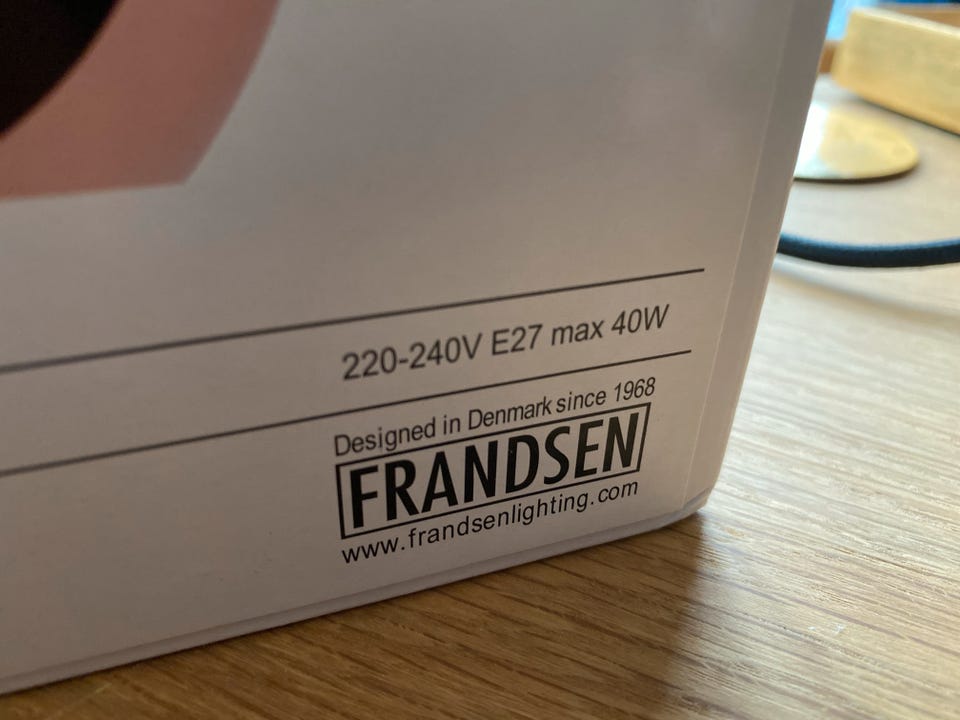 220-240V E27 max 40W
Designed in Denmark since 1968
FRANDSEN
www.frandsenlighting.com